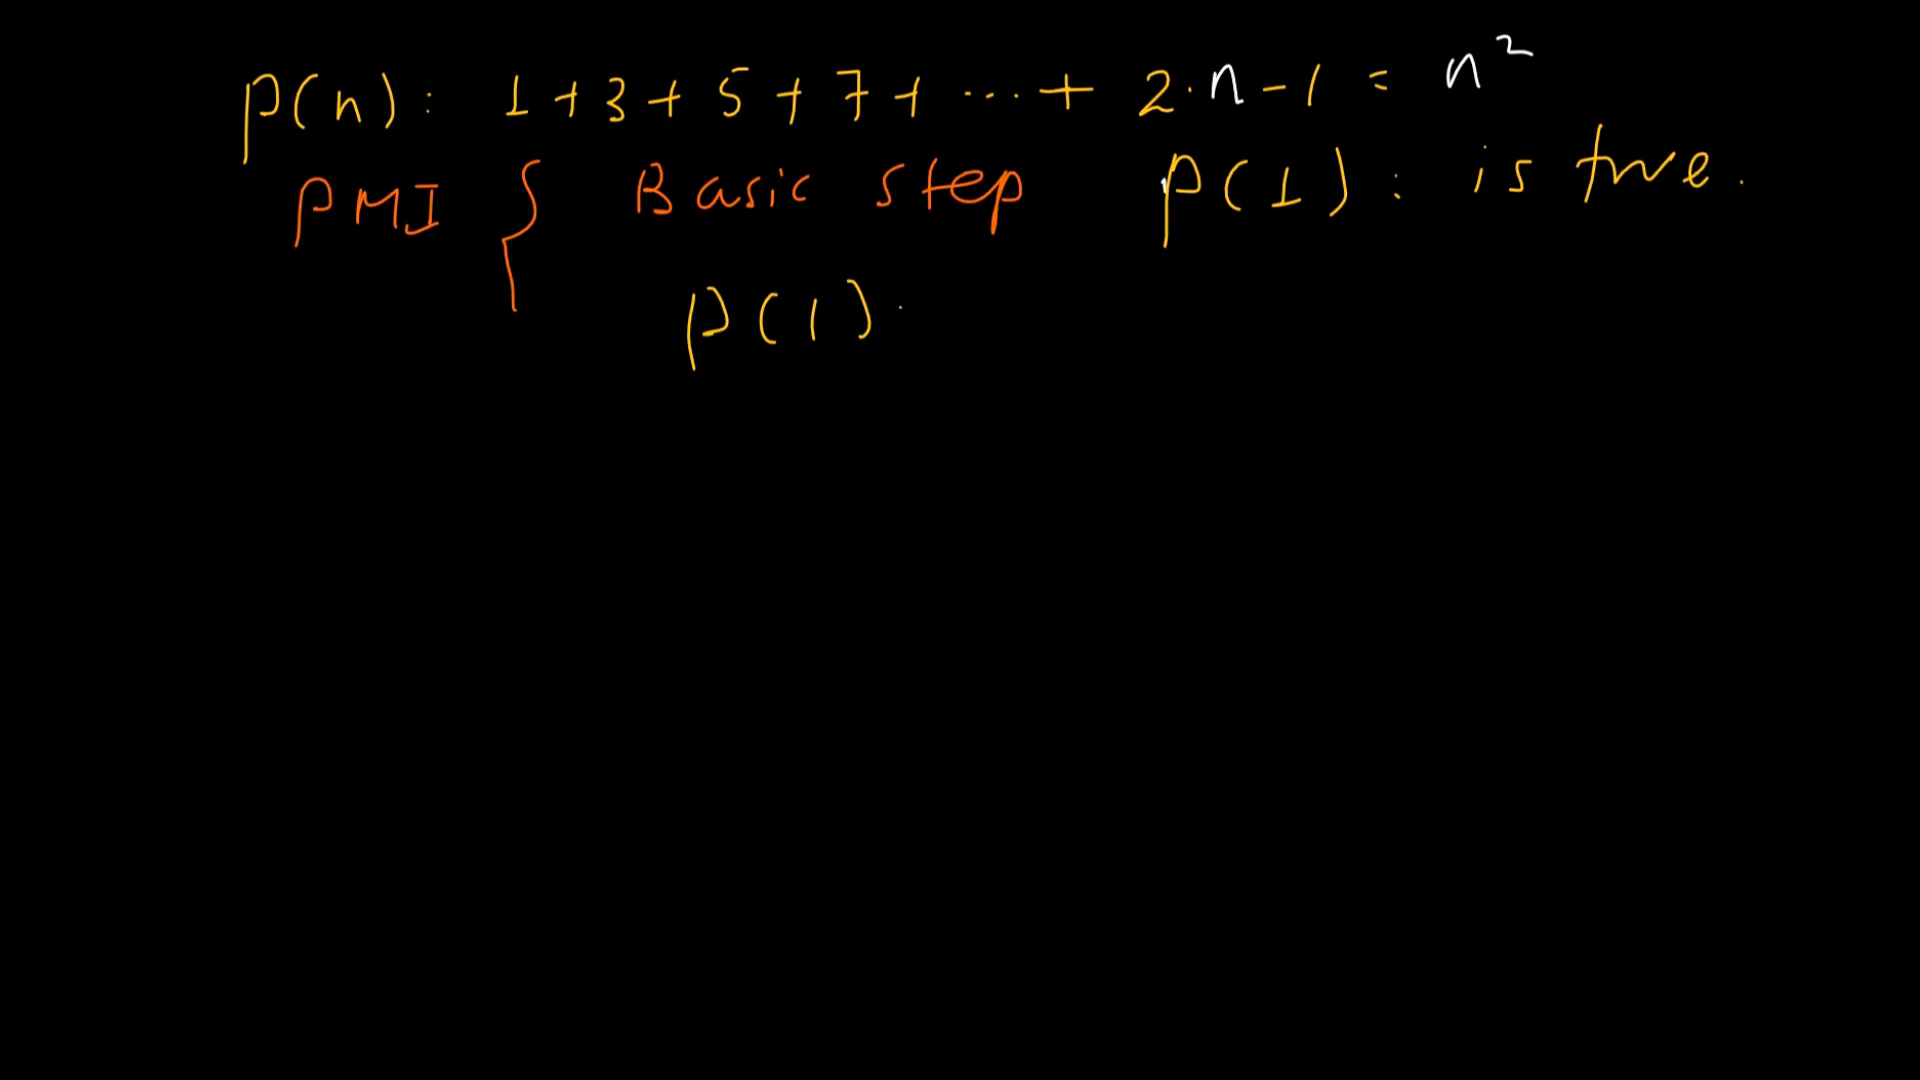 P(n): 1+3+5+7+ ...+ 2·n-1 = n²
PMI { Basic step P(1): is true.
P(1)·